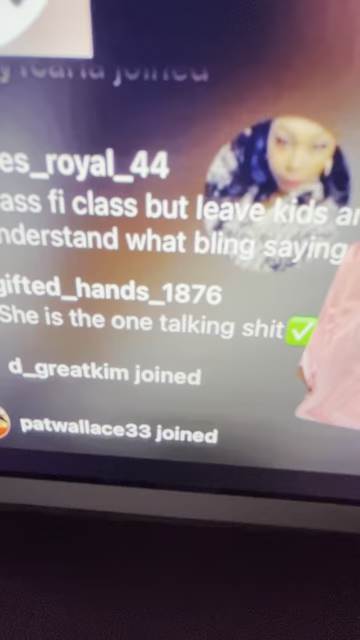 joined
es_royal_44
ass fi class but leave kids
nderstand what bling saying
gifted_hands_1876
She is the one talking shit✅
d_greatkim joined
patwallace33 joined